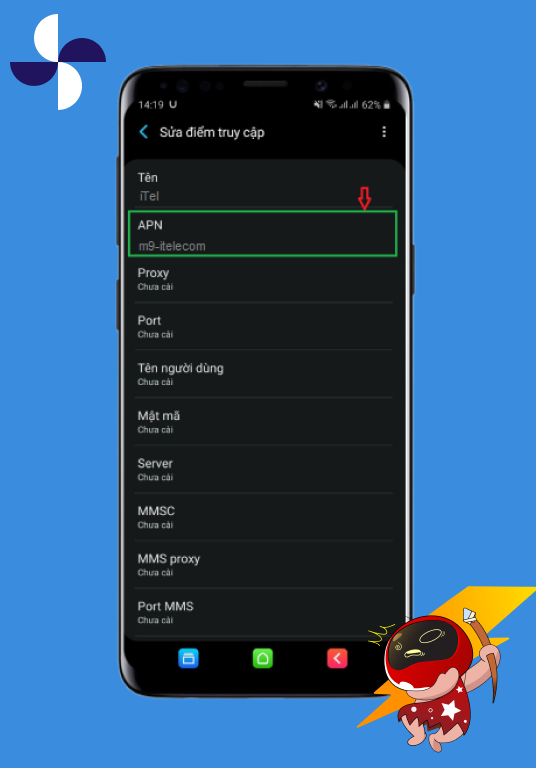 14:19 U 62%
Sửa điểm truy cập
Tên
iTel
APN
m9-itelecom
Proxy
Chưa cài
Port
Chưa cài
Tên người dùng
Chưa cài
Mật mã
Chưa cài
Server
Chưa cài
MMSC
Chưa cài
MMS proxy
Chưa cài
Port MMS
Chưa cài